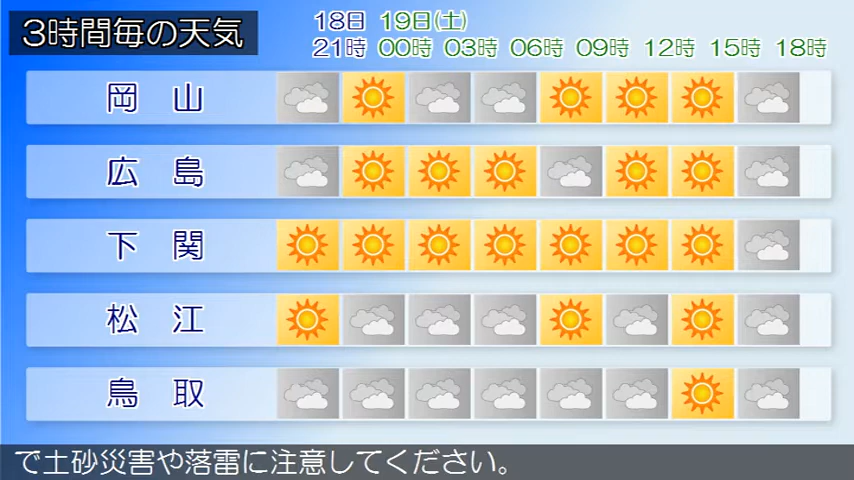 3時間毎の天気
18日 19日(土)
21時 00時 03時 06時 09時 12時 15時 18時
岡 山
広 島
下 関
松 江
鳥 取
で土砂災害や落雷に注意してください。